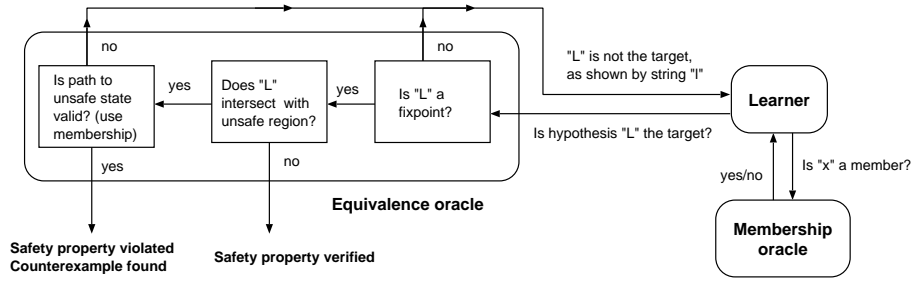 no
no
"L" is not the target,
as shown by string "l"
Is path to
unsafe state
valid? (use
membership)
yes
Does "L"
intersect with
unsafe region?
yes
Is "L" a
fixpoint?
Learner
Is hypothesis "L" the target?
yes
no
yes/no
Is "x" a member?
Equivalence oracle
Membership
oracle
Safety property violated
Counterexample found
Safety property verified